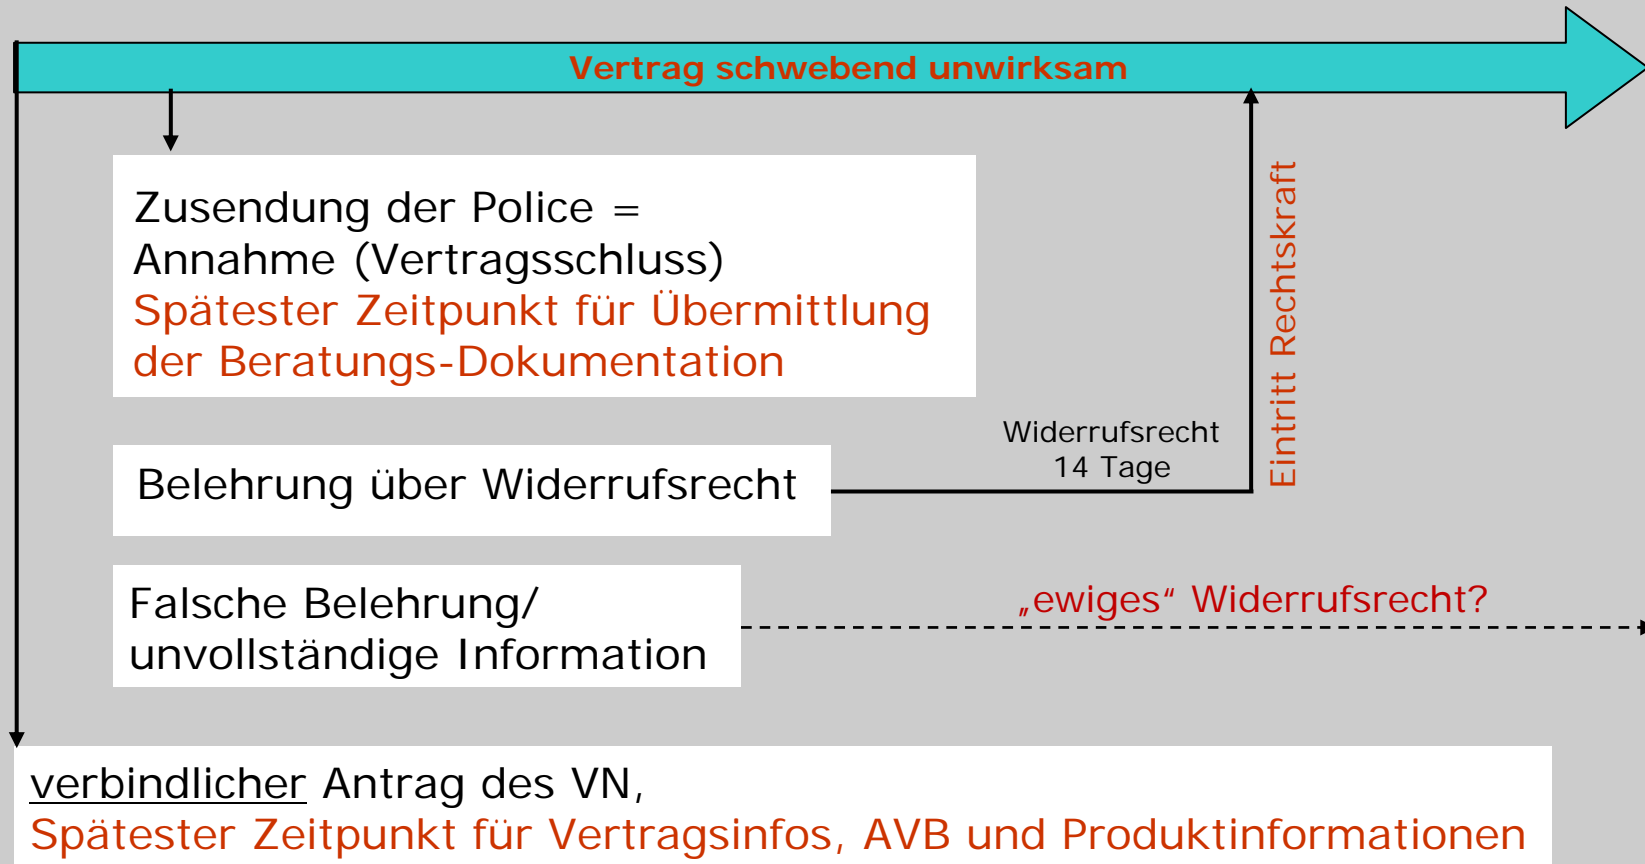 Vertrag schwebend unwirksam
Zusendung der Police =
Annahme (Vertragsschluss)
Spätester Zeitpunkt für Übermittlung
der Beratungs-Dokumentation
Eintritt Rechtskraft
Widerrufsrecht
14 Tage
Belehrung über Widerrufsrecht
Falsche Belehrung/
unvollständige Information
„ewiges“ Widerrufsrecht?
verbindlicher Antrag des VN,
Spätester Zeitpunkt für Vertragsinfos, AVB und Produktinformationen